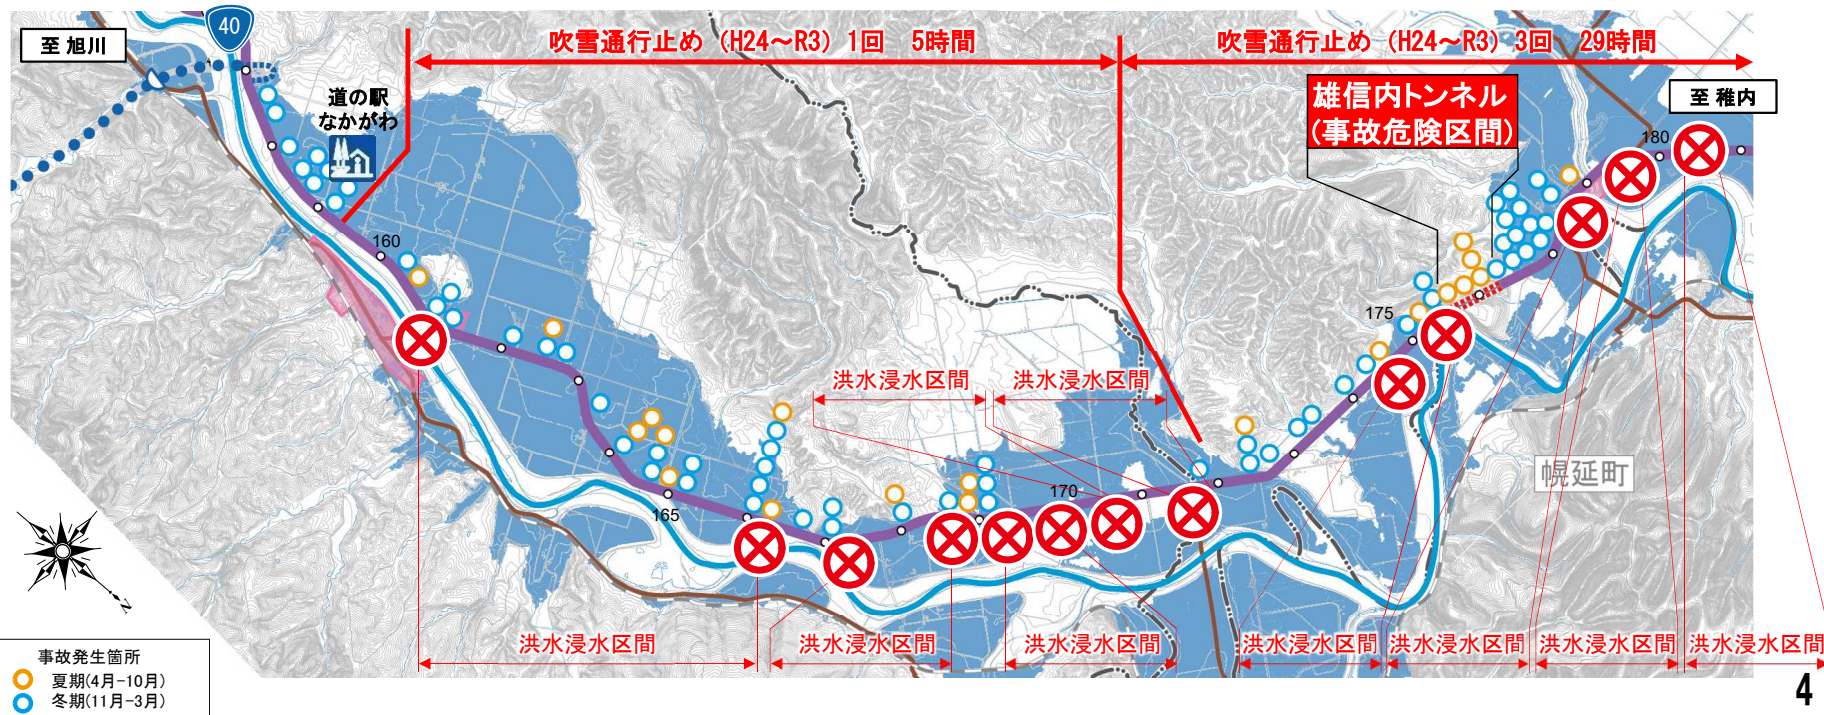 40
至 旭川
吹雪通行止め（H24～R3）1回　5時間
吹雪通行止め（H24～R3）3回　29時間
道の駅
なかがわ
雄信内トンネル
(事故危険区間)
至 稚内
180
160
175
洪水浸水区間
洪水浸水区間
170
165
幌延町
N
洪水浸水区間
洪水浸水区間
洪水浸水区間
洪水浸水区間
洪水浸水区間
洪水浸水区間
洪水浸水区間
事故発生箇所
夏期(4月-10月)
冬期(11月-3月)
4